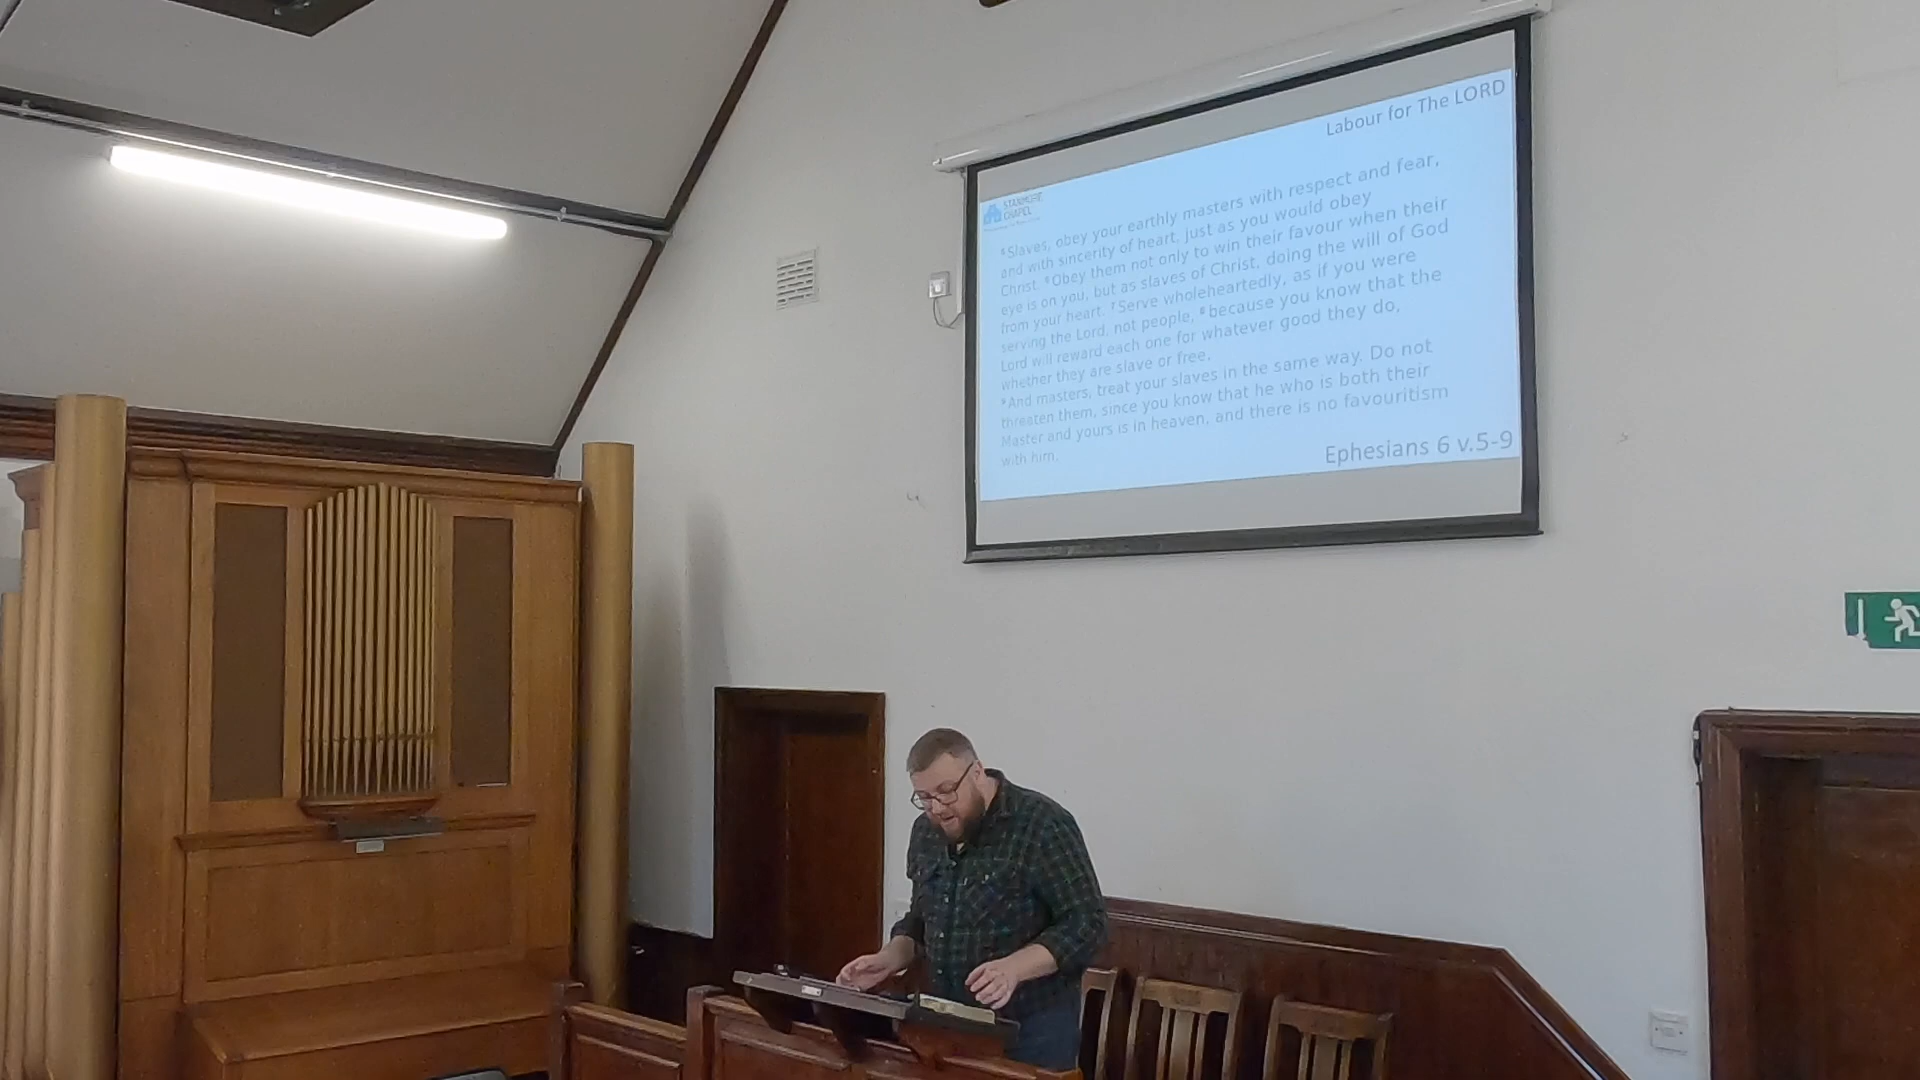 Labour for The LORD
STANMORE
CHAPEL
⁵Slaves, obey your earthly masters with respect and fear,
and with sincerity of heart, just as you would obey
Christ. ⁶Obey them not only to win their favour when their
eye is on you, but as slaves of Christ, doing the will of God
from your heart. ⁷Serve wholeheartedly, as if you were
serving the Lord, not people, ⁸because you know that the
Lord will reward each one for whatever good they do,
whether they are slave or free.
⁹And masters, treat your slaves in the same way. Do not
threaten them, since you know that he who is both their
Master and yours is in heaven, and there is no favouritism
with him.
Ephesians 6 v.5-9